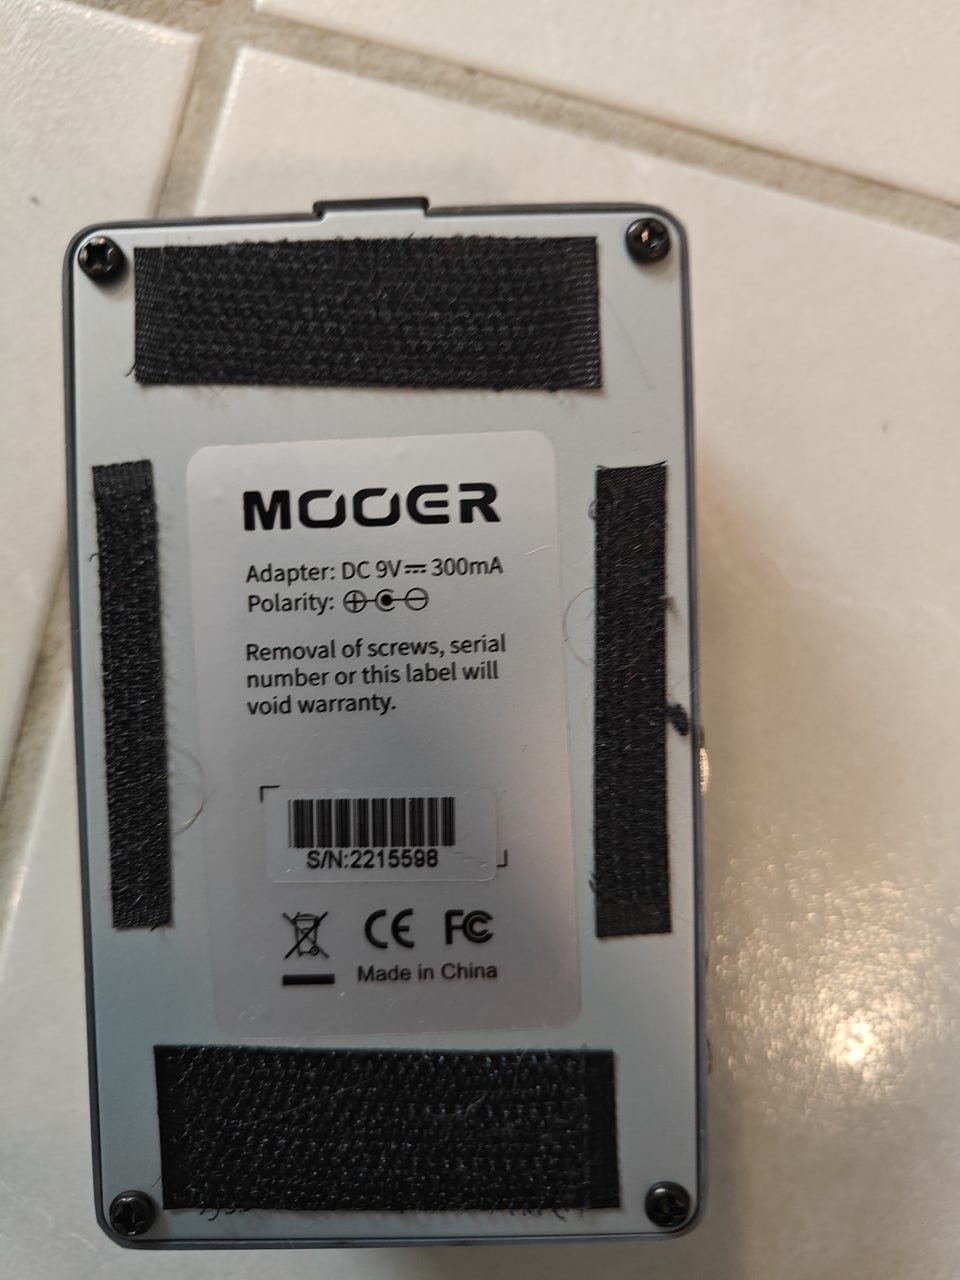 MOOER
Adapter: DC 9V⎓300mA
Polarity:
Removal of screws, serial
number or this label will
void warranty.
S/N:2215598
CE FC
Made in China